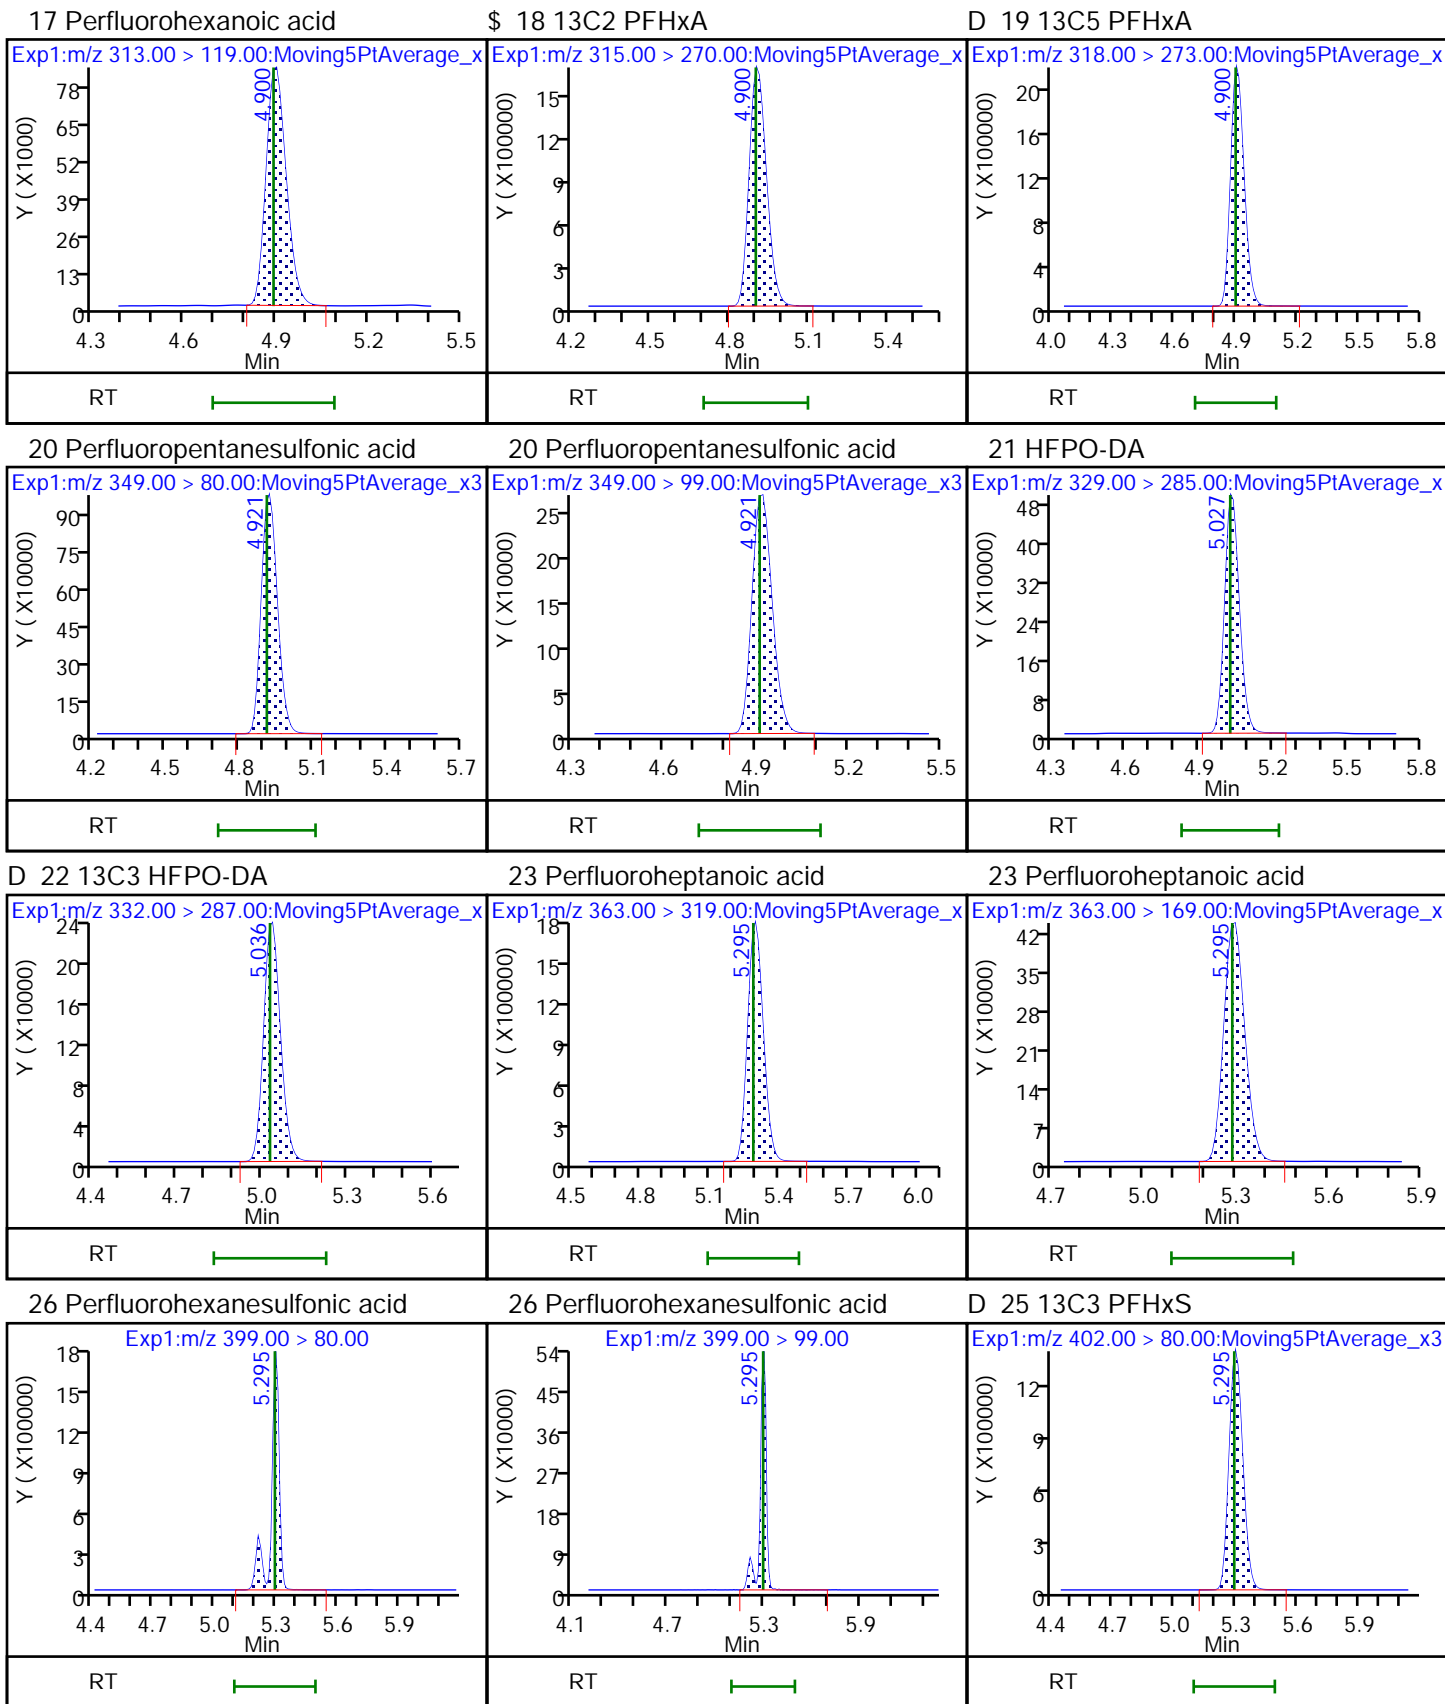 17 Perfluorohexanoic acid
Exp1:m/z 313.00 > 119.00:Moving5PtAverage_x
Y ( X1000)
78
65
52
39
26
13
0
4.900
4.3 4.6 4.9 5.2 5.5
Min
RT
$ 18 13C2 PFHxA
Exp1:m/z 315.00 > 270.00:Moving5PtAverage_x
Y ( X100000)
15
12
9
6
3
0
4.900
4.2 4.5 4.8 5.1 5.4
Min
RT
D 19 13C5 PFHxA
Exp1:m/z 318.00 > 273.00:Moving5PtAverage_x
Y ( X100000)
20
16
12
8
4
0
4.900
4.0 4.3 4.6 4.9 5.2 5.5 5.8
Min
RT
20 Perfluoropentanesulfonic acid
Exp1:m/z 349.00 > 80.00:Moving5PtAverage_x3
Y ( X10000)
90
75
60
45
30
15
0
4.921
4.2 4.5 4.8 5.1 5.4 5.7
Min
RT
20 Perfluoropentanesulfonic acid
Exp1:m/z 349.00 > 99.00:Moving5PtAverage_x3
Y ( X10000)
25
20
15
10
5
0
4.921
4.3 4.6 4.9 5.2 5.5
Min
RT
21 HFPO-DA
Exp1:m/z 329.00 > 285.00:Moving5PtAverage_x
Y ( X10000)
48
40
32
24
16
8
0
5.027
4.3 4.6 4.9 5.2 5.5 5.8
Min
RT
D 22 13C3 HFPO-DA
Exp1:m/z 332.00 > 287.00:Moving5PtAverage_x
Y ( X10000)
24
20
16
12
8
4
0
5.036
4.4 4.7 5.0 5.3 5.6
Min
RT
23 Perfluoroheptanoic acid
Exp1:m/z 363.00 > 319.00:Moving5PtAverage_x
Y ( X100000)
18
15
12
9
6
3
0
5.295
4.5 4.8 5.1 5.4 5.7 6.0
Min
RT
23 Perfluoroheptanoic acid
Exp1:m/z 363.00 > 169.00:Moving5PtAverage_x
Y ( X10000)
42
35
28
21
14
7
0
5.295
4.7 5.0 5.3 5.6 5.9
Min
RT
26 Perfluorohexanesulfonic acid
Exp1:m/z 399.00 > 80.00
Y ( X100000)
18
15
12
9
6
3
0
5.295
4.4 4.7 5.0 5.3 5.6 5.9
Min
RT
26 Perfluorohexanesulfonic acid
Exp1:m/z 399.00 > 99.00
Y ( X10000)
54
45
36
27
18
9
0
5.295
4.1 4.7 5.3 5.9
Min
RT
D 25 13C3 PFHxS
Exp1:m/z 402.00 > 80.00:Moving5PtAverage_x3
Y ( X100000)
12
9
6
3
0
5.295
4.4 4.7 5.0 5.3 5.6 5.9
Min
RT